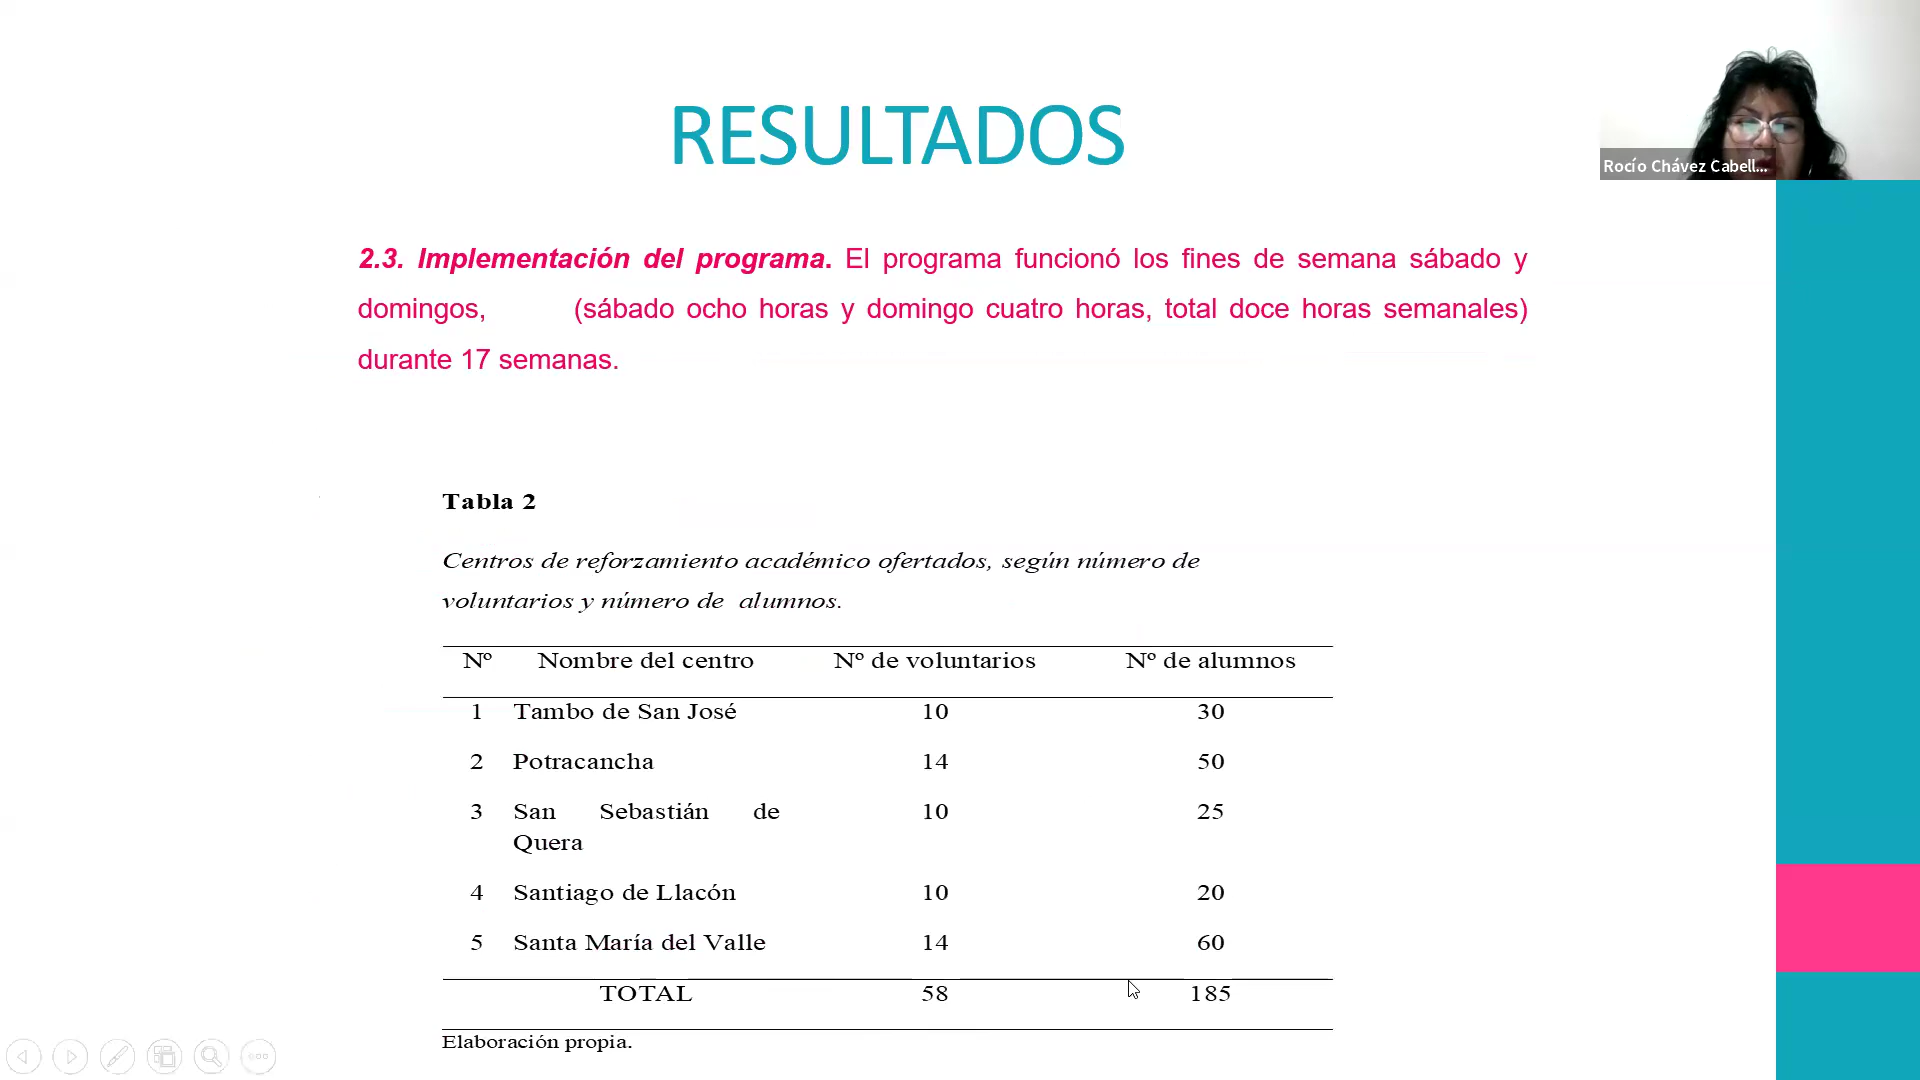 RESULTADOS
Rocío Chávez Cabell...
2.3. Implementación del programa. El programa funcionó los fines de semana sábado y
domingos, (sábado ocho horas y domingo cuatro horas, total doce horas semanales)
durante 17 semanas.
Tabla 2
Centros de reforzamiento académico ofertados, según número de
voluntarios y número de alumnos.
Nº Nombre del centro Nº de voluntarios Nº de alumnos
1 Tambo de San José 10 30
2 Potracancha 14 50
3 San Sebastián de 10 25
Quera
4 Santiago de Llacón 10 20
5 Santa María del Valle 14 60
TOTAL 58 185
Elaboración propia.